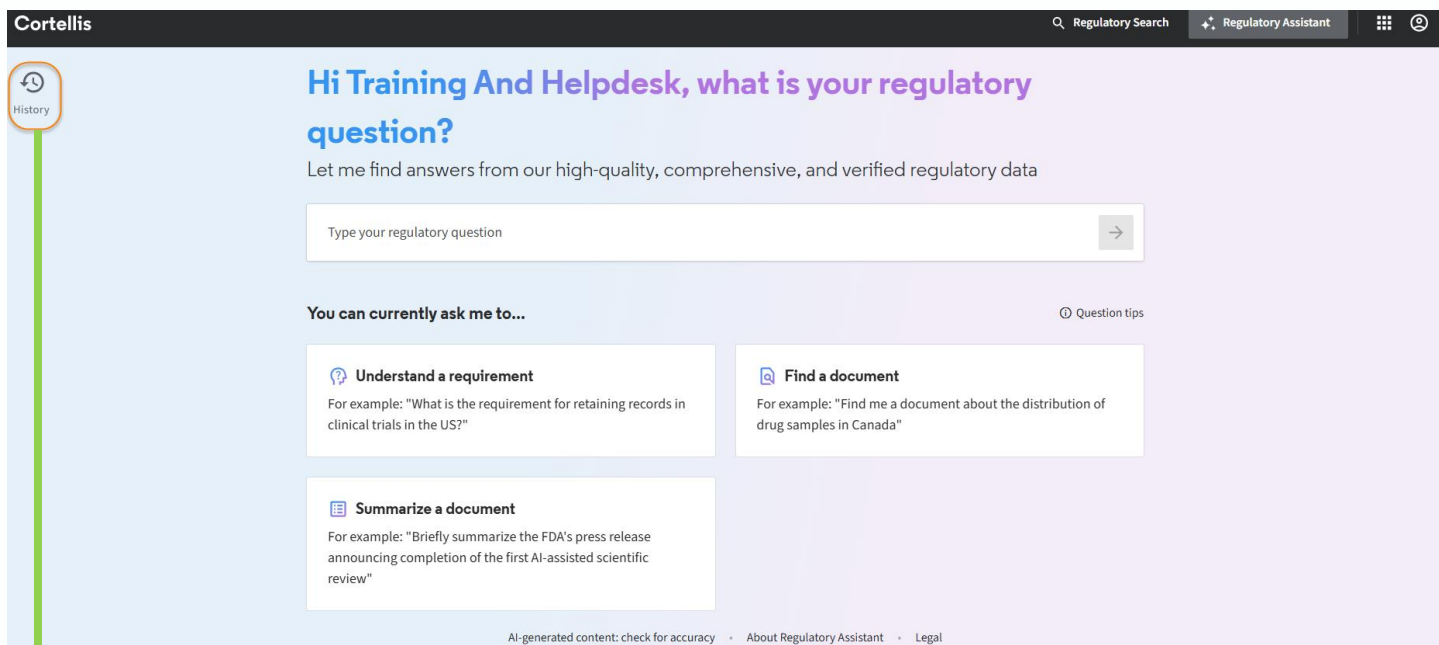 Cortellis
Regulatory Search
Regulatory Assistant
History
Hi Training And Helpdesk, what is your regulatory
question?
Let me find answers from our high-quality, comprehensive, and verified regulatory data
Type your regulatory question
You can currently ask me to...
Question tips
Understand a requirement
For example: "What is the requirement for retaining records in
clinical trials in the US?"
Find a document
For example: "Find me a document about the distribution of
drug samples in Canada"
Summarize a document
For example: "Briefly summarize the FDA's press release
announcing completion of the first AI-assisted scientific
review"
AI-generated content: check for accuracy • About Regulatory Assistant • Legal